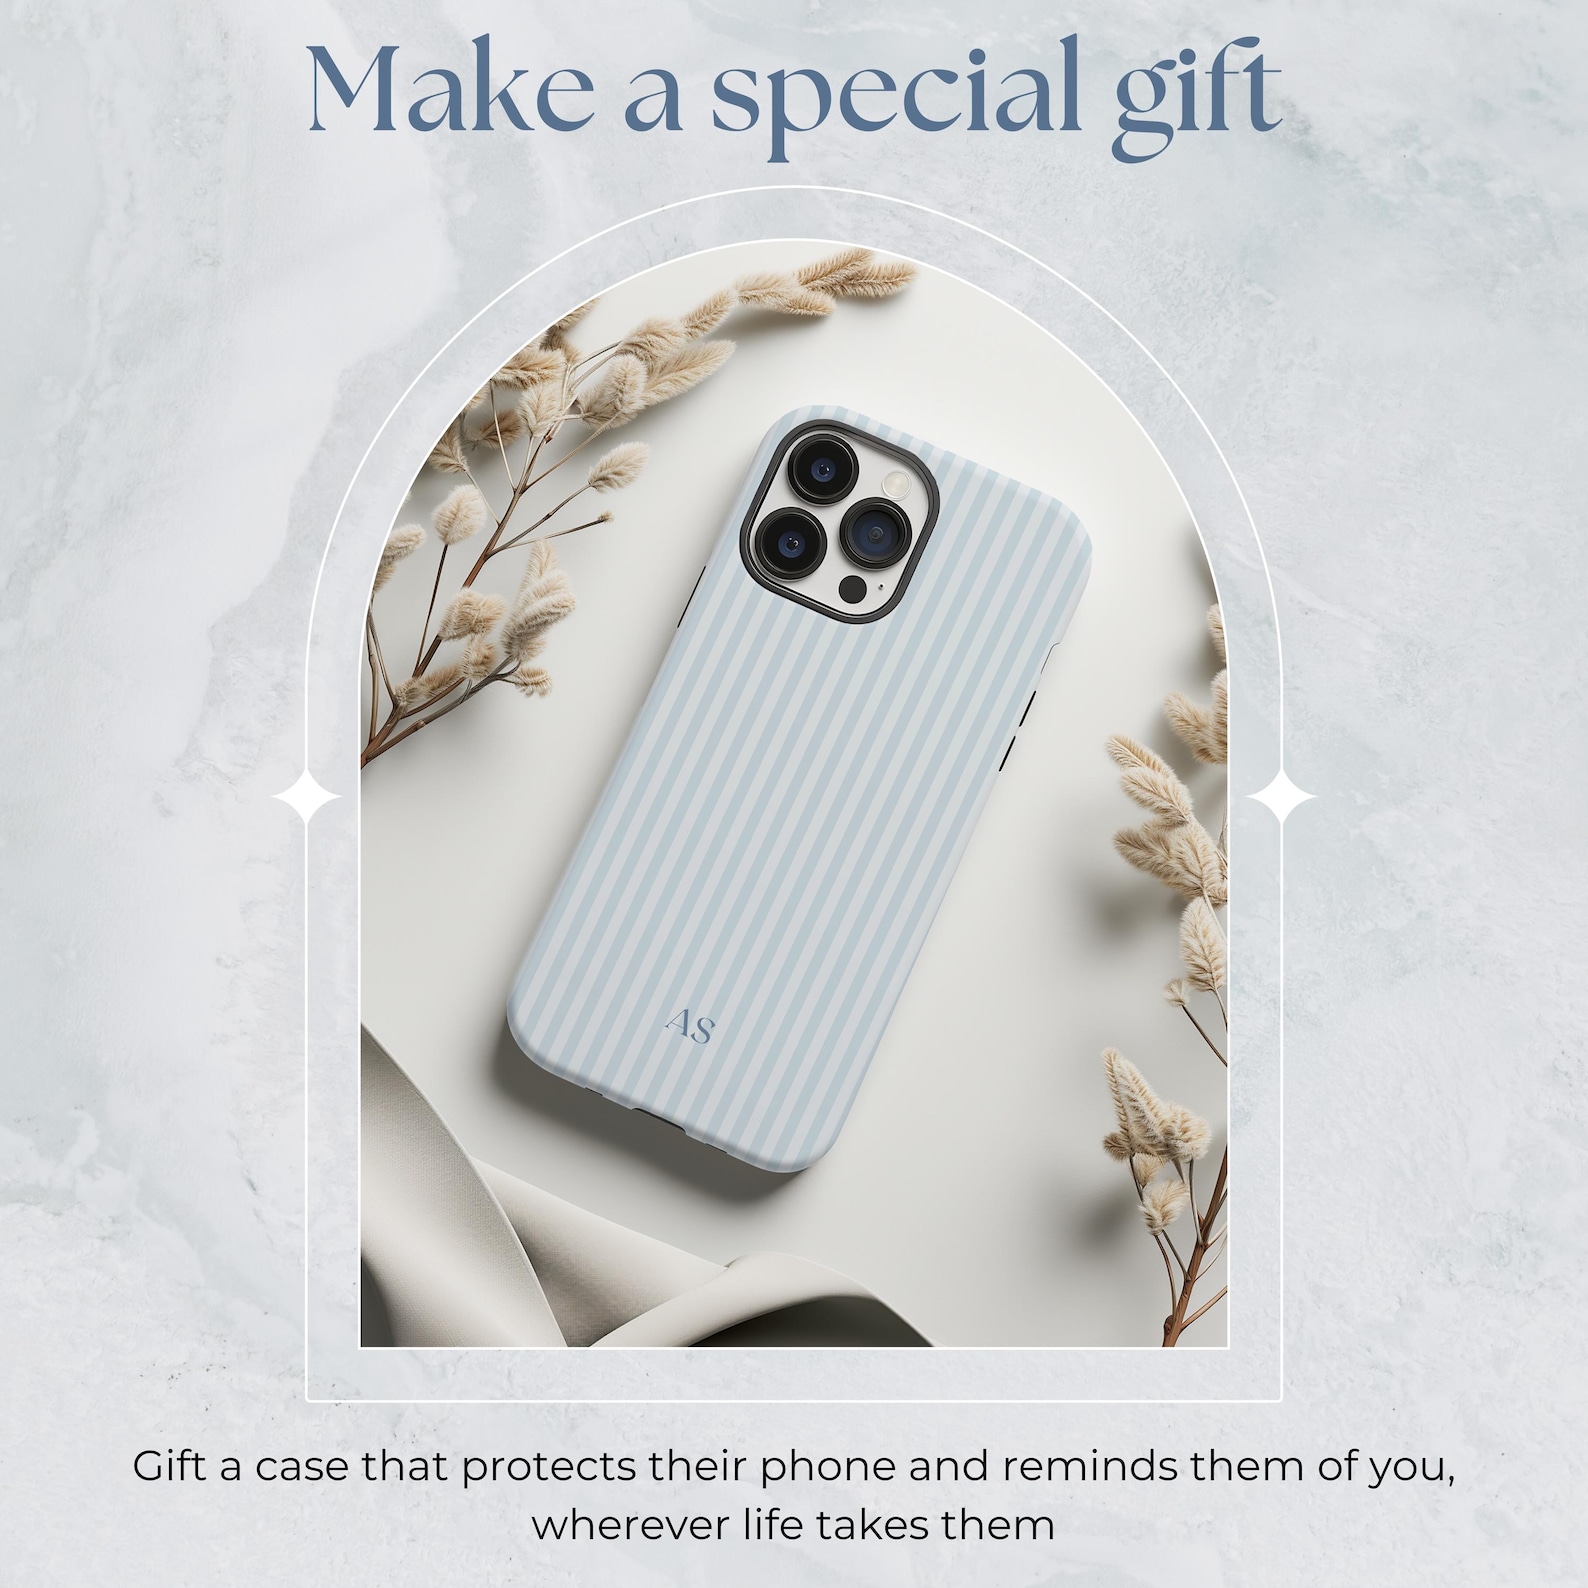 Make a special gift
AS
Gift a case that protects their phone and reminds them of you,
wherever life takes them